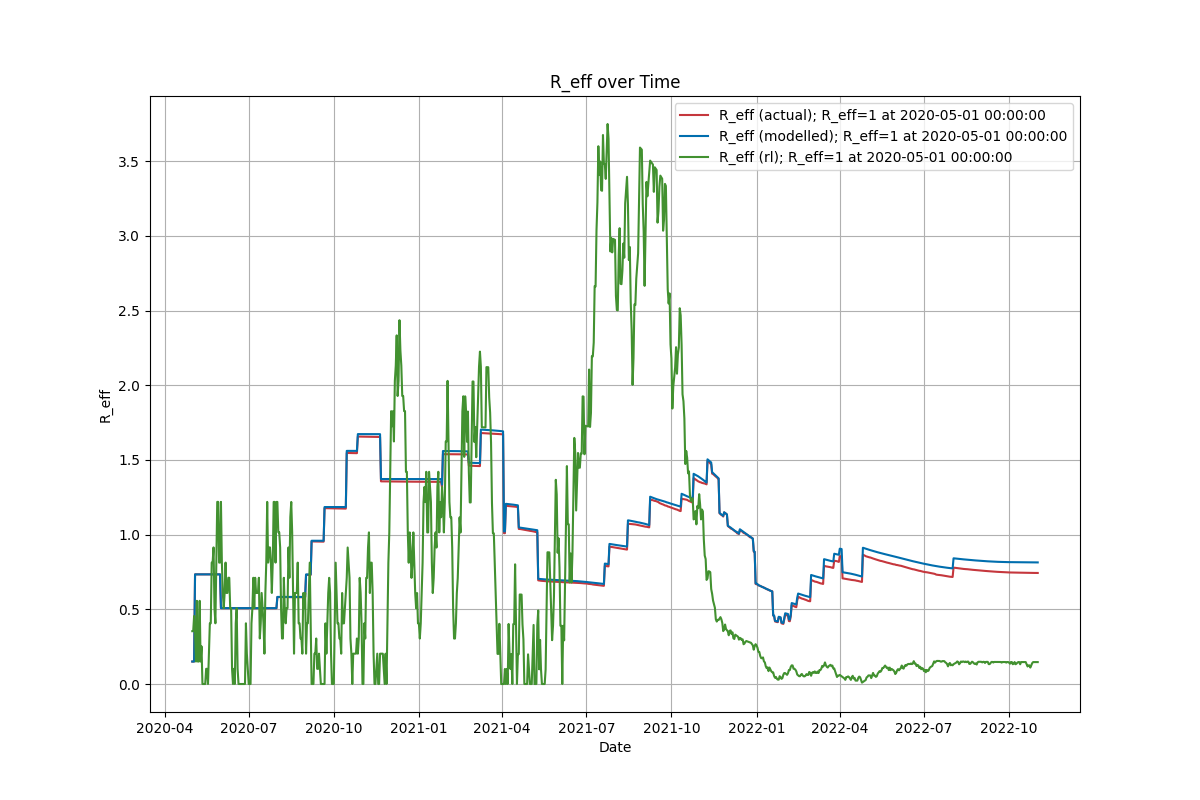 R_eff over Time
R_eff (actual); R_eff=1 at 2020-05-01 00:00:00
R_eff (modelled); R_eff=1 at 2020-05-01 00:00:00
R_eff (rl); R_eff=1 at 2020-05-01 00:00:00
R_eff
3.5
3.0
2.5
2.0
1.5
1.0
0.5
0.0
2020-04 2020-07 2020-10 2021-01 2021-04 2021-07 2021-10 2022-01 2022-04 2022-07 2022-10
Date